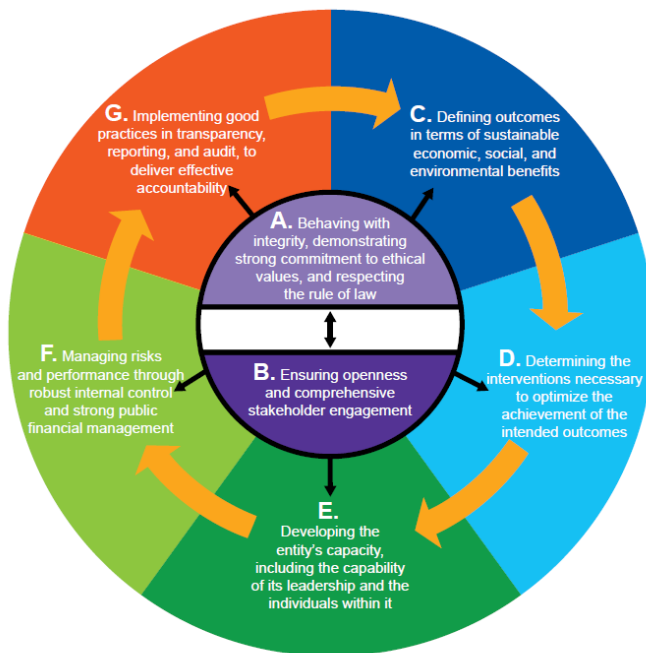 A. Behaving with
integrity, demonstrating
strong commitment to ethical
values, and respecting
the rule of law
B. Ensuring openness
and comprehensive
stakeholder engagement
C. Defining outcomes
in terms of sustainable
economic, social, and
environmental benefits
D. Determining the
interventions necessary
to optimize the
achievement of the
intended outcomes
E.
Developing the
entity's capacity,
including the capability
of its leadership and the
individuals within it
F. Managing risks
and performance through
robust internal control
and strong public
financial management
G. Implementing good
practices in transparency,
reporting, and audit, to
deliver effective
accountability